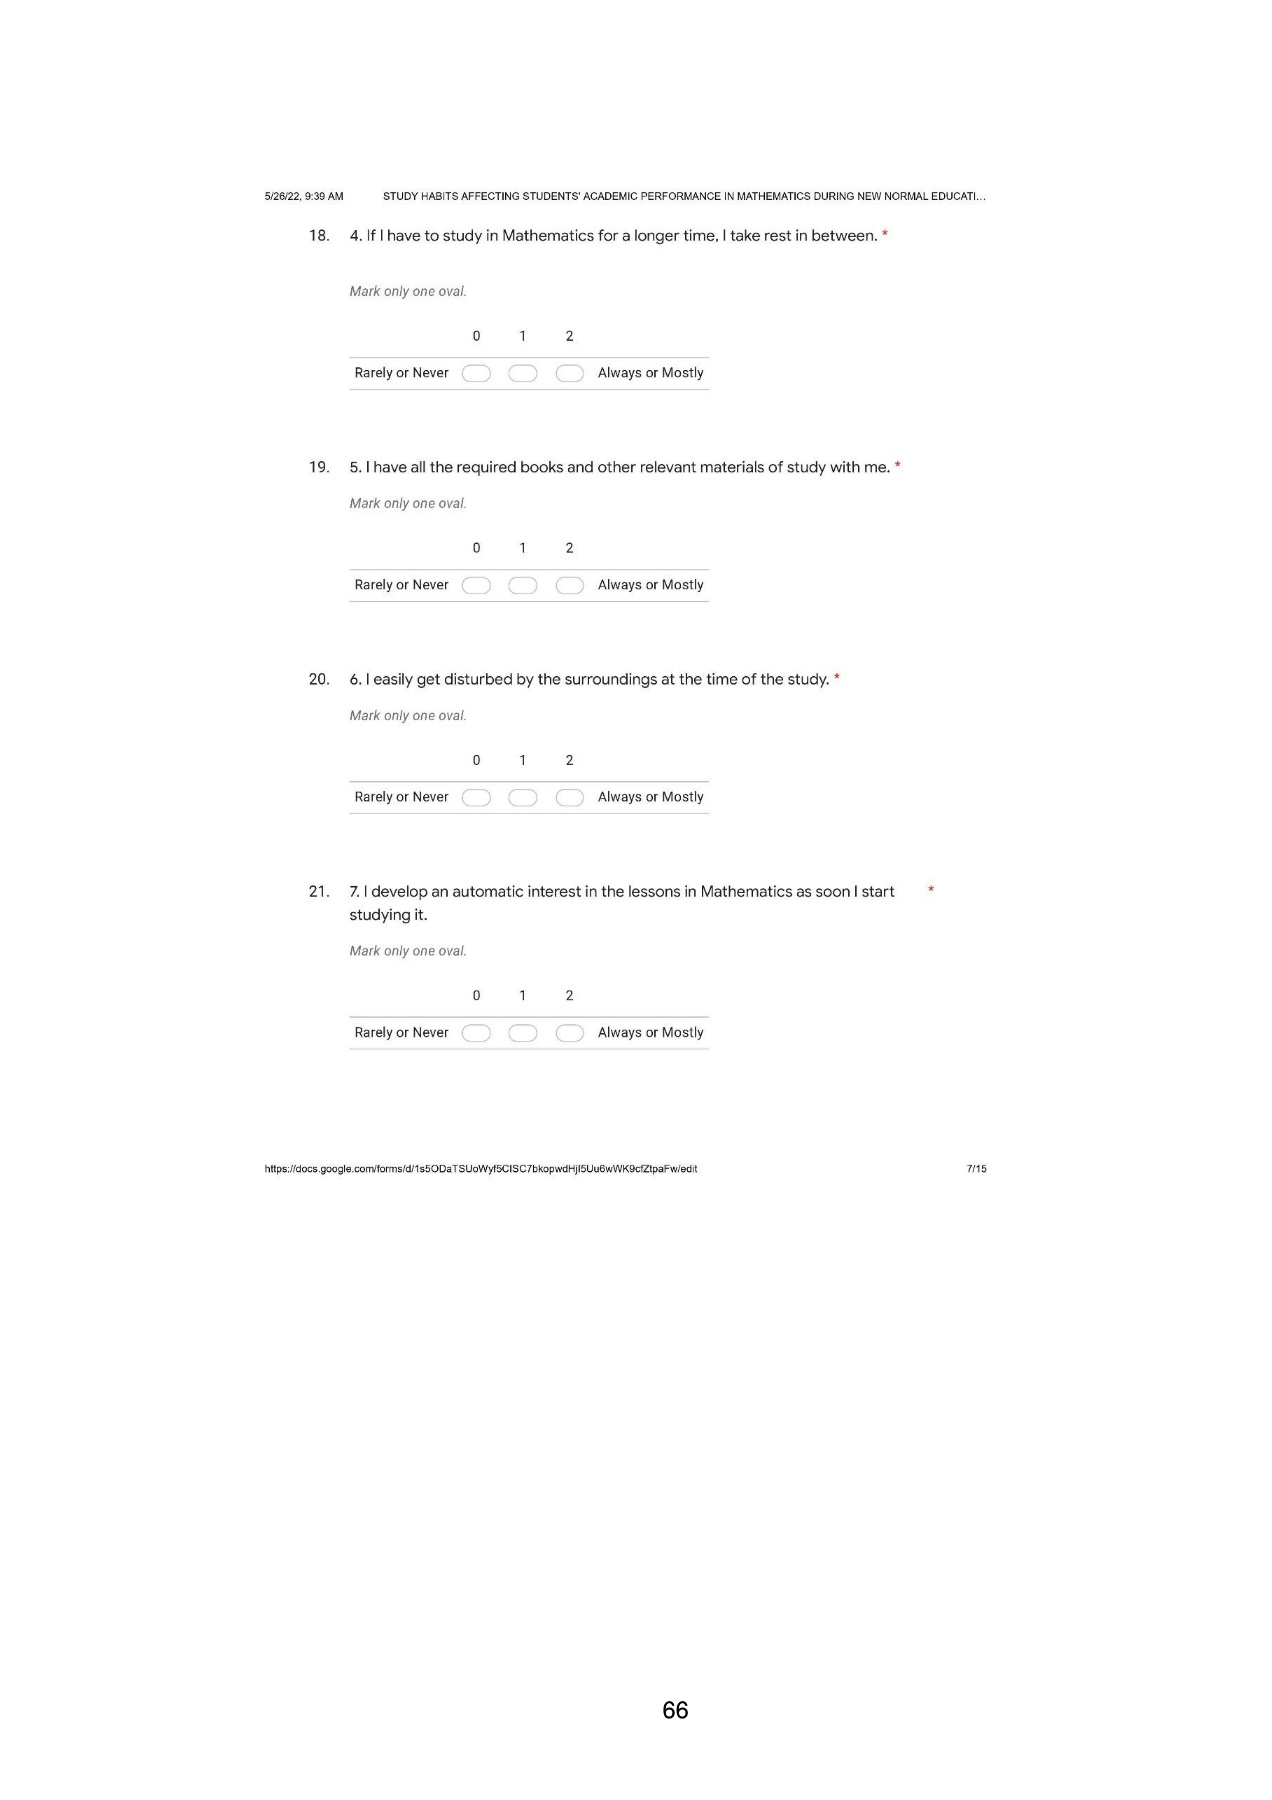 5/26/22, 9:39 AM STUDY HABITS AFFECTING STUDENTS' ACADEMIC PERFORMANCE IN MATHEMATICS DURING NEW NORMAL EDUCATI...
18. 4. If I have to study in Mathematics for a longer time, I take rest in between. *
Mark only one oval.
0 1 2
Rarely or Never Always or Mostly
19. 5. I have all the required books and other relevant materials of study with me. *
Mark only one oval.
0 1 2
Rarely or Never Always or Mostly
20. 6. I easily get disturbed by the surroundings at the time of the study. *
Mark only one oval.
0 1 2
Rarely or Never Always or Mostly
21. 7. I develop an automatic interest in the lessons in Mathematics as soon I start *
studying it.
Mark only one oval.
0 1 2
Rarely or Never Always or Mostly
https://docs.google.com/forms/d/1s5ODaTSUoWyf5CISC7bkopwdHjI5Uu6wWK9cfZtpaFw/edit 7/15
66